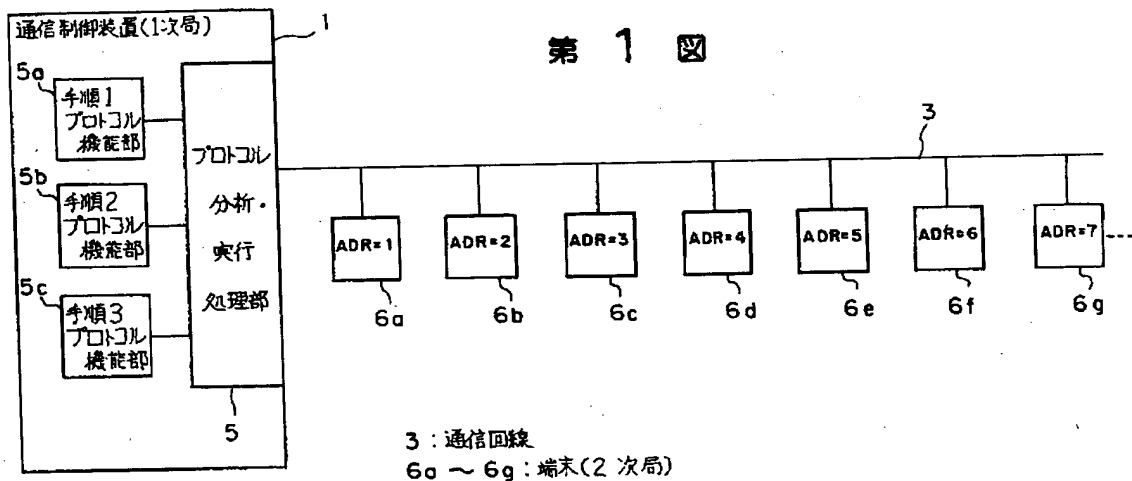 第1図
通信制御装置(1次局)
1
5a
手順1
プロトコル
機能部
5b
手順2
プロトコル
機能部
5c
手順3
プロトコル
機能部
プロトコル
分析・
実行
処理部
5
3
ADR=1
ADR=2
ADR=3
ADR=4
ADR=5
ADR=6
ADR=7
6a
6b
6c
6d
6e
6f
6g
3:通信回線
6a~6g:端末(2次局)